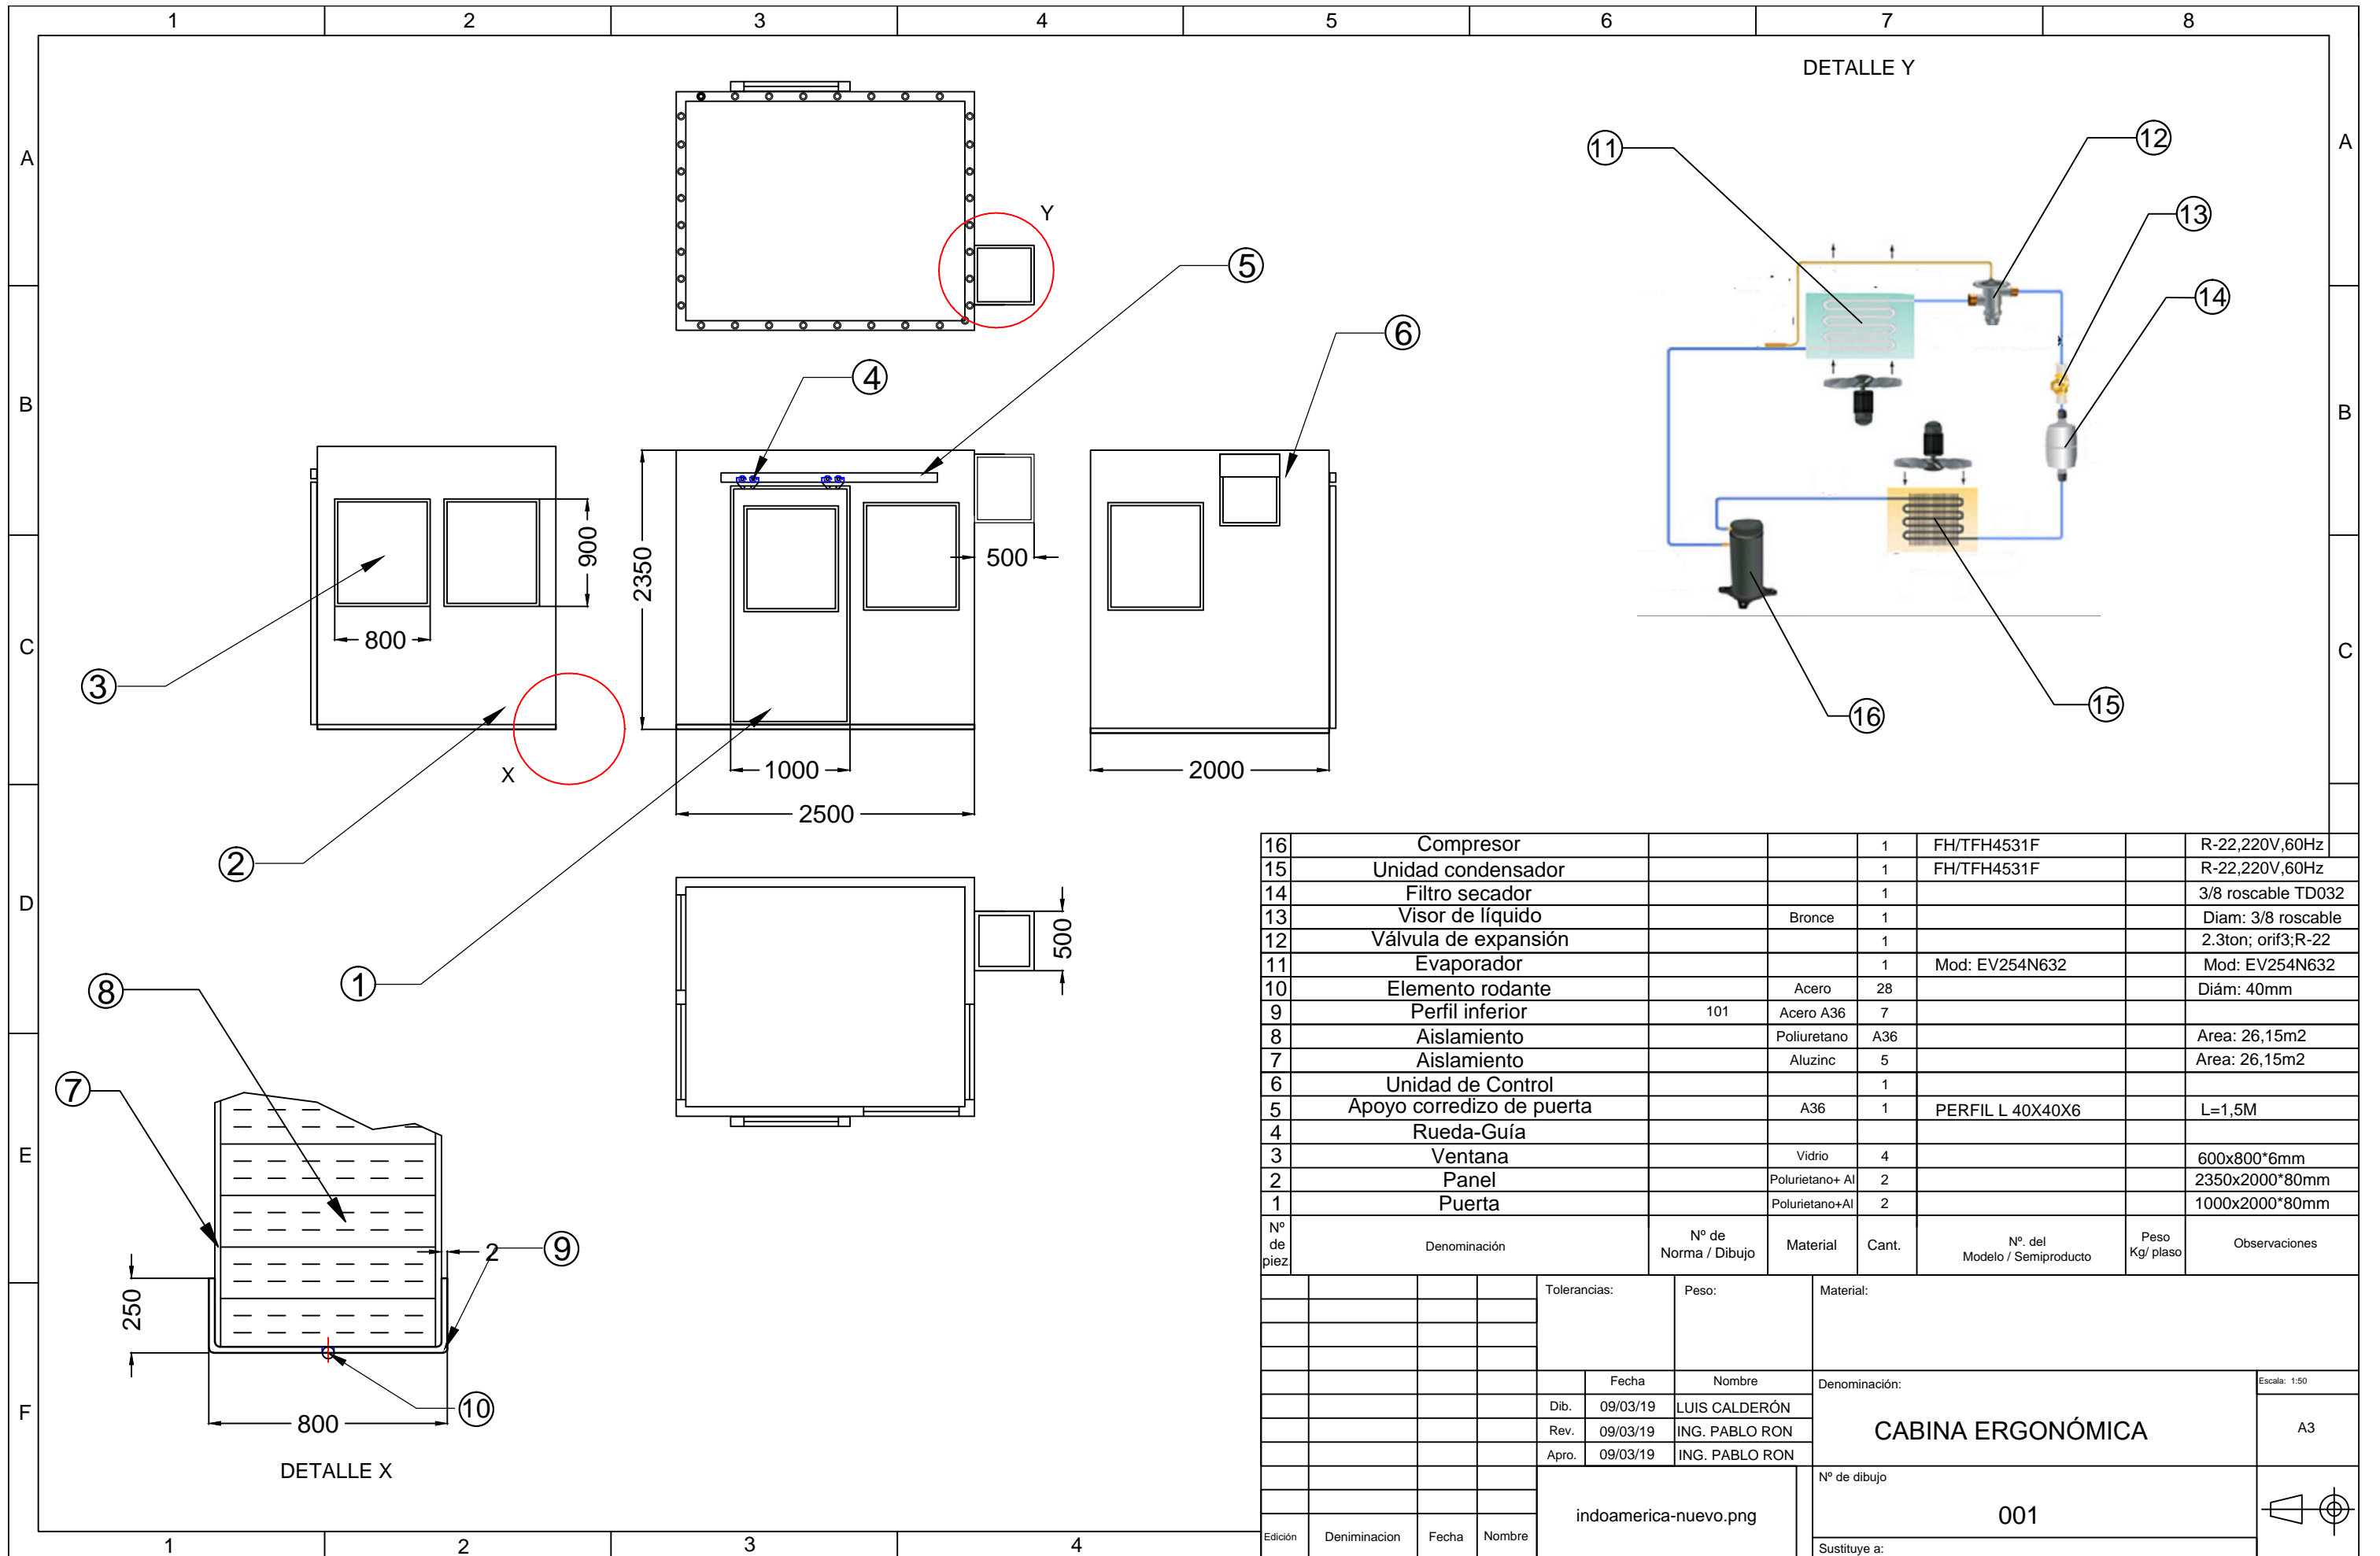 1 2 3 4 5 6 7 8
DETALLE Y
A A
B B
C C
D
E
F
Y
X
1
2
3
4
5
6
7
8
9
10
11
12
13
14
15
16
900
800
2350
500
1000
2500
2000
500
2
250
800
DETALLE X
16 Compresor 1 FH/TFH4531F R-22,220V,60Hz
15 Unidad condensador 1 FH/TFH4531F R-22,220V,60Hz
14 Filtro secador 1 3/8 roscable TD032
13 Visor de líquido Bronce 1 Diam: 3/8 roscable
12 Válvula de expansión 1 2.3ton; orif3;R-22
11 Evaporador 1 Mod: EV254N632 Mod: EV254N632
10 Elemento rodante Acero 28 Diám: 40mm
9 Perfil inferior 101 Acero A36 7
8 Aislamiento Poliuretano A36 Area: 26,15m2
7 Aislamiento Aluzinc 5 Area: 26,15m2
6 Unidad de Control 1
5 Apoyo corredizo de puerta A36 1 PERFIL L 40X40X6 L=1,5M
4 Rueda-Guía
3 Ventana Vidrio 4 600x800*6mm
2 Panel Polurietano+ Al 2 2350x2000*80mm
1 Puerta Polurietano+Al 2 1000x2000*80mm
Nº de piez. Denominación Nº de Norma / Dibujo Material Cant. Nº. del Modelo / Semiproducto Peso Kg/ plaso Observaciones
Tolerancias: Peso: Material:
Fecha Nombre
Dib. 09/03/19 LUIS CALDERÓN
Rev. 09/03/19 ING. PABLO RON
Apro. 09/03/19 ING. PABLO RON
Denominación:
CABINA ERGONÓMICA
Escala: 1:50
A3
Nº de dibujo
001
Sustituye a:
indoamerica-nuevo.png
Edición Deniminacion Fecha Nombre
1 2 3 4